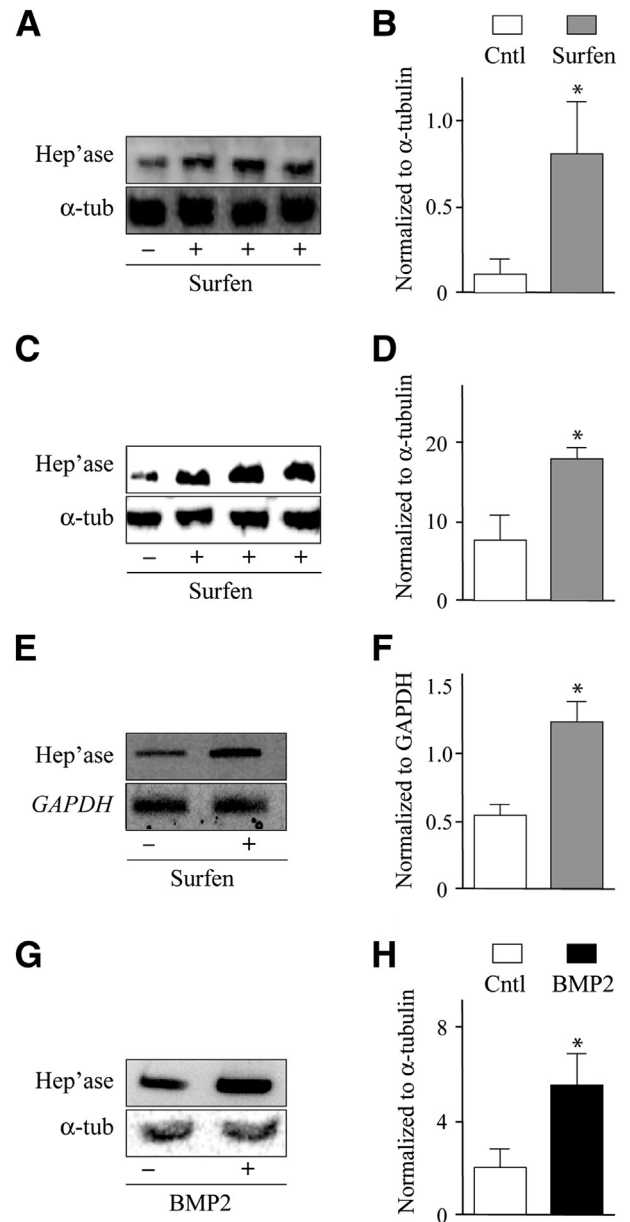 A
Hep’ase
α-tub
– + + +
Surfen
B
Cntl Surfen
Normalized to α-tubulin
1.0
0.5
0
*
C
Hep’ase
α-tub
– + + +
Surfen
D
Normalized to α-tubulin
20
10
0
*
E
Hep’ase
GAPDH
– +
Surfen
F
Normalized to GAPDH
1.5
1.0
0.5
0
*
G
Hep’ase
α-tub
– +
BMP2
H
Cntl BMP2
Normalized to α-tubulin
8
4
0
*